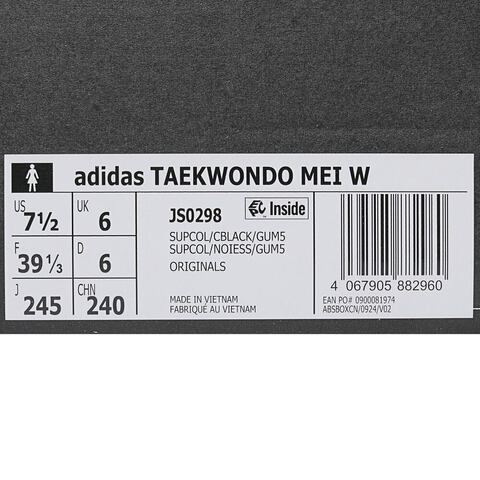 adidas TAEKWONDO MEI W
US 7½ UK 6
F 39⅓ D 6
J 245 CHN 240
JS0298
Inside
SUPCOL/CBLACK/GUM5
SUPCOL/NOIESS/GUM5
ORIGINALS
MADE IN VIETNAM
FABRIQUÉ AU VIETNAM
4 067905 882960
EAN PO# 0900081974
ABSBOXCN/0924/V02